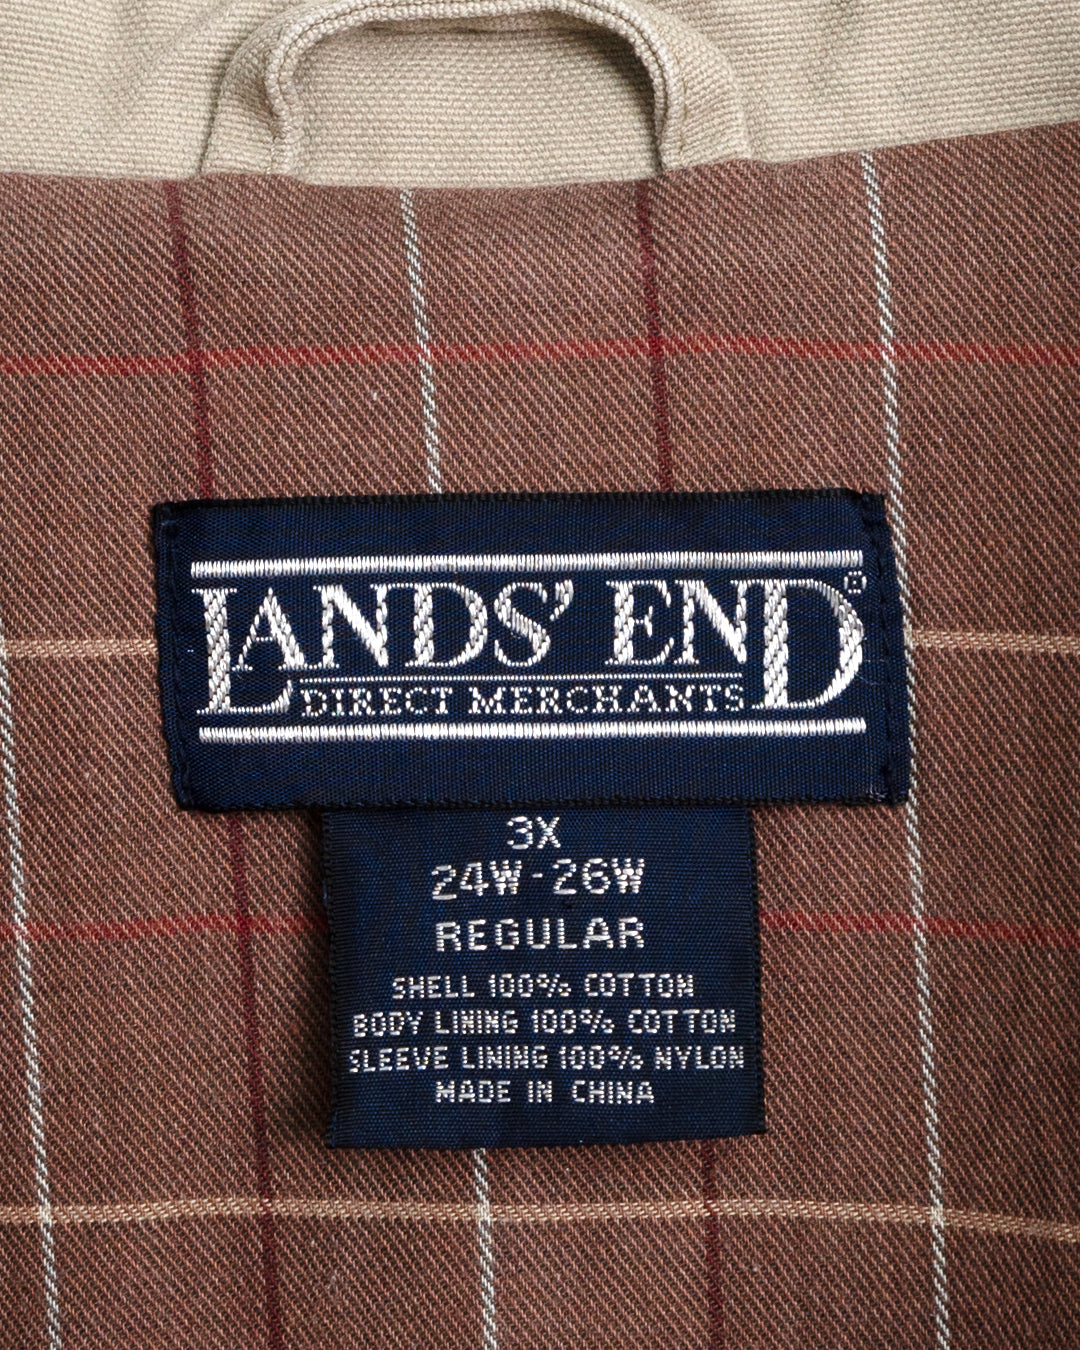 LANDS' END®
DIRECT MERCHANTS
3X
24W-26W
REGULAR
SHELL 100% COTTON
BODY LINING 100% COTTON
SLEEVE LINING 100% NYLON
MADE IN CHINA